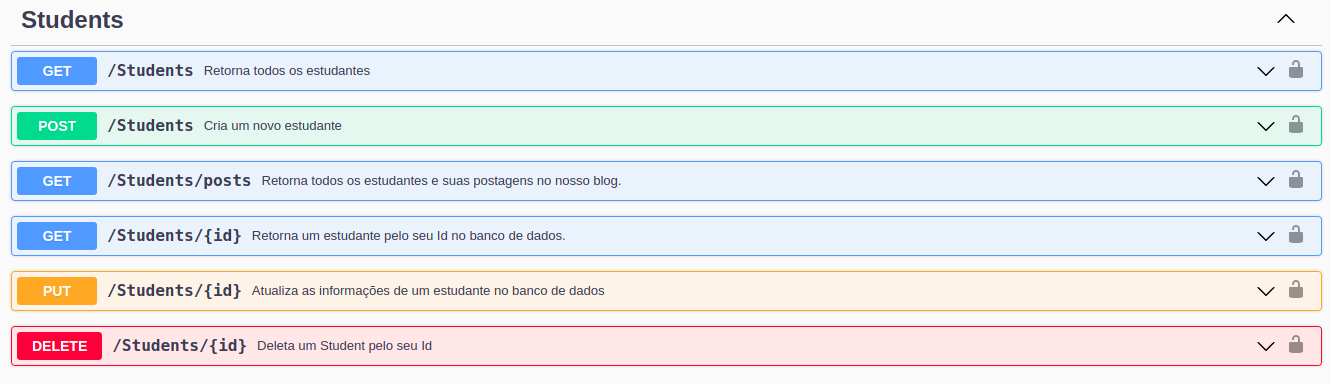 Students
GET /Students Retorna todos os estudantes
POST /Students Cria um novo estudante
GET /Students/posts Retorna todos os estudantes e suas postagens no nosso blog.
GET /Students/{id} Retorna um estudante pelo seu Id no banco de dados.
PUT /Students/{id} Atualiza as informações de um estudante no banco de dados
DELETE /Students/{id} Deleta um Student pelo seu Id